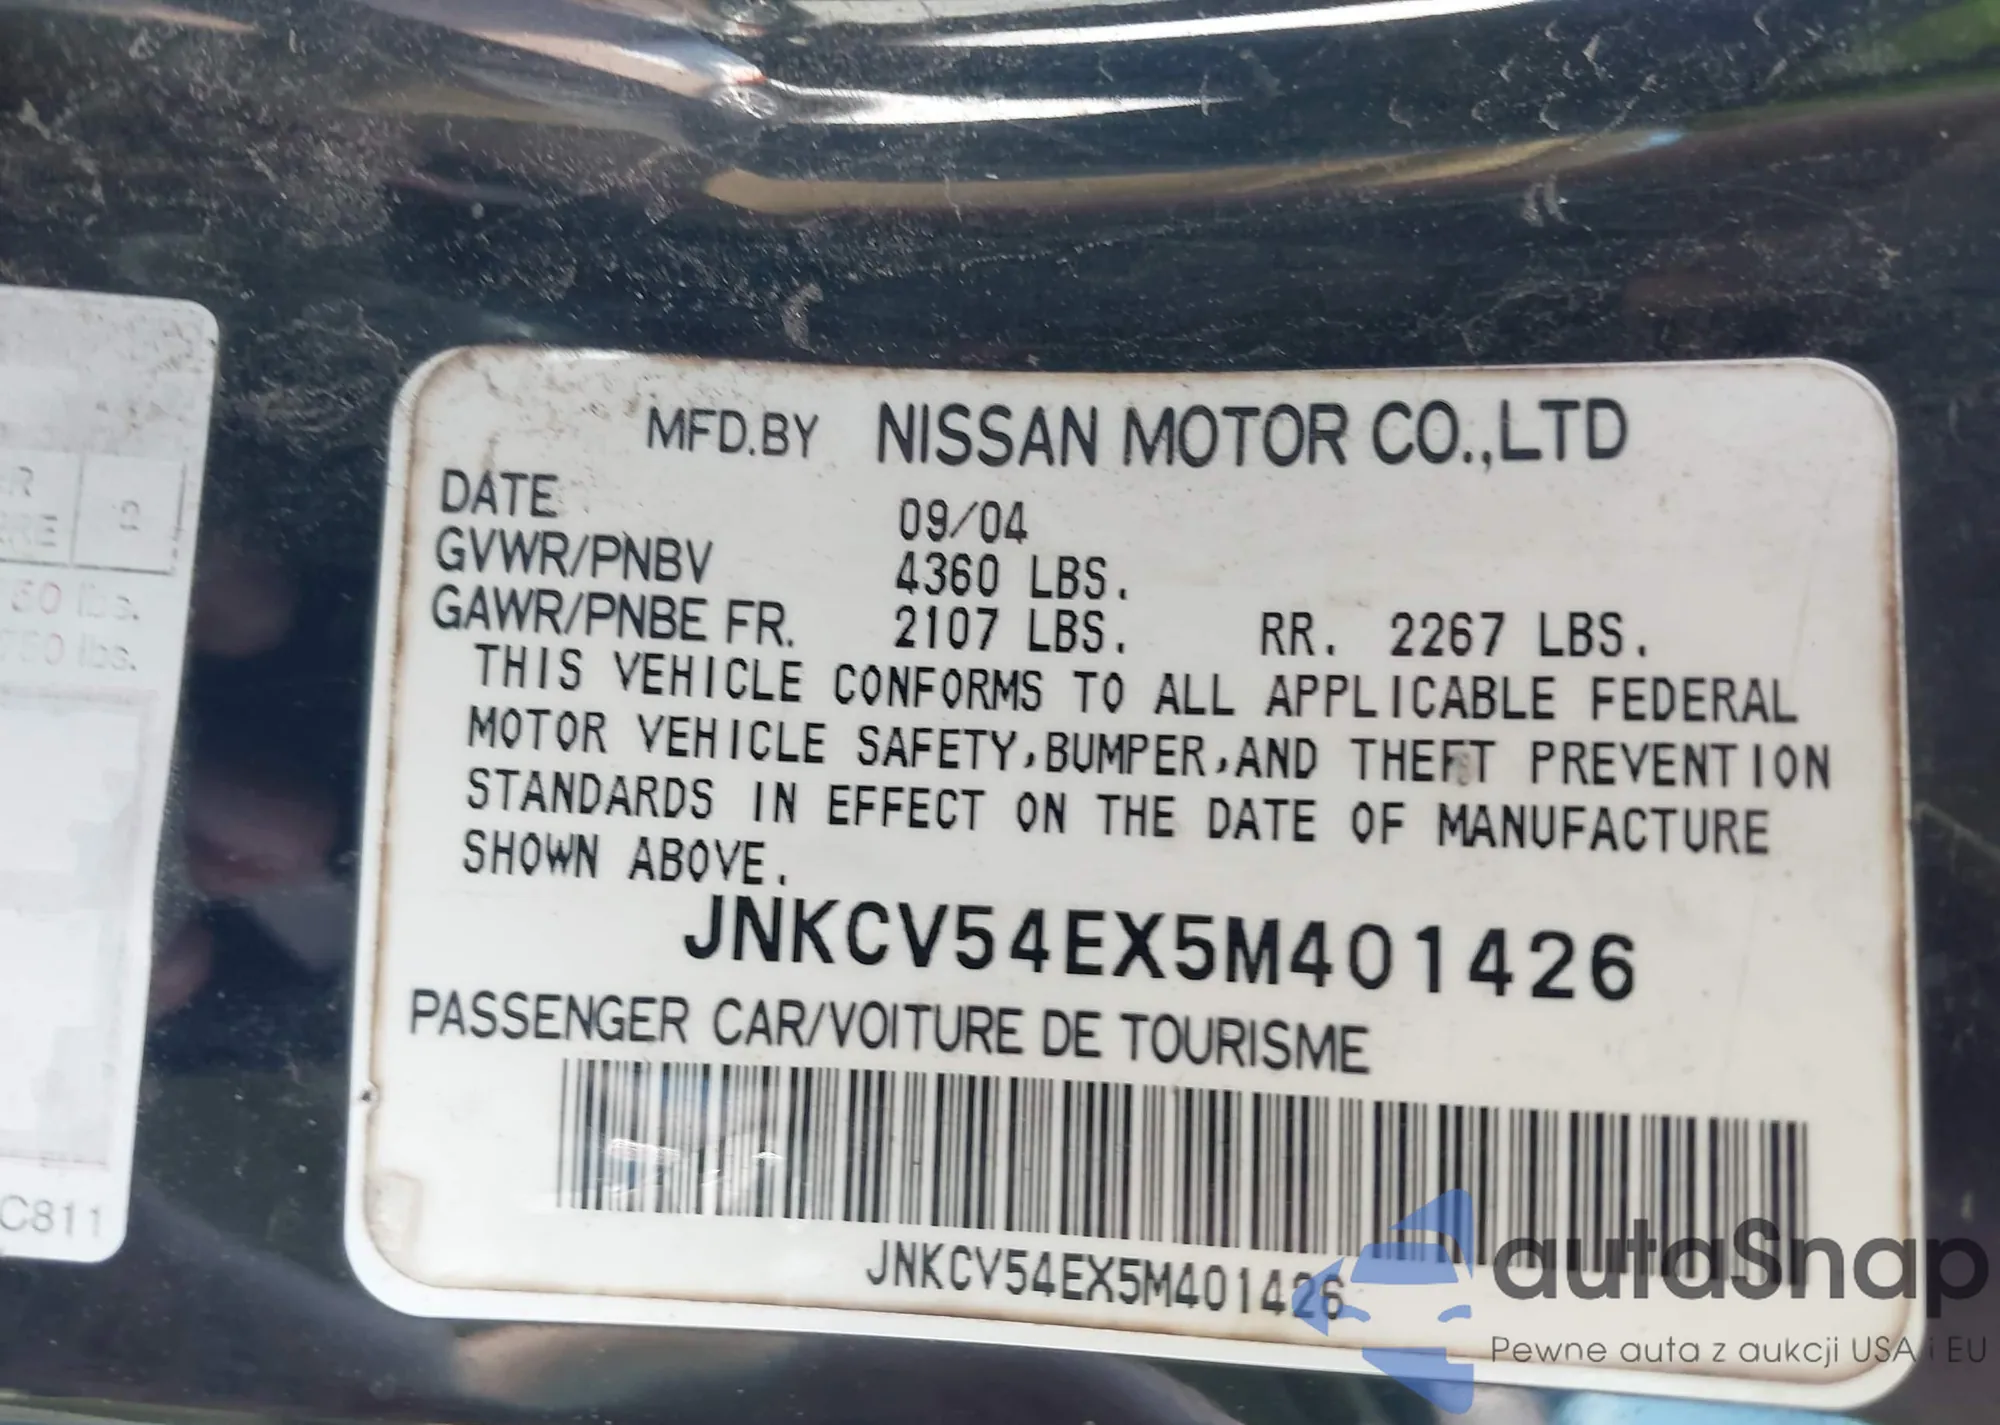 MFD.BY NISSAN MOTOR CO.,LTD
DATE 09/04
GVWR/PNBV 4360 LBS.
GAWR/PNBE FR. 2107 LBS. RR. 2267 LBS.
THIS VEHICLE CONFORMS TO ALL APPLICABLE FEDERAL
MOTOR VEHICLE SAFETY,BUMPER,AND THEFT PREVENTION
STANDARDS IN EFFECT ON THE DATE OF MANUFACTURE
SHOWN ABOVE.
JNKCV54EX5M401426
PASSENGER CAR/VOITURE DE TOURISME
JNKCV54EX5M401426
lbs.
lbs.
C811
autaSnap
Pewne auta z aukcji USA i EU